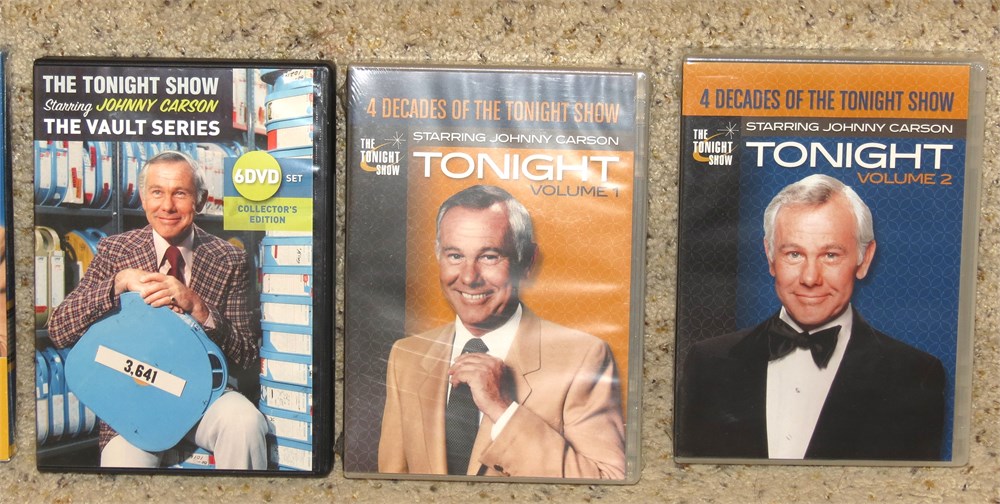 THE TONIGHT SHOW
Starring JOHNNY CARSON
THE VAULT SERIES
6DVD SET
COLLECTOR'S
EDITION
3,641
4 DECADES OF THE TONIGHT SHOW
STARRING JOHNNY CARSON
THE
TONIGHT
SHOW
TONIGHT
VOLUME 1
4 DECADES OF THE TONIGHT SHOW
STARRING JOHNNY CARSON
THE
TONIGHT
SHOW
TONIGHT
VOLUME 2